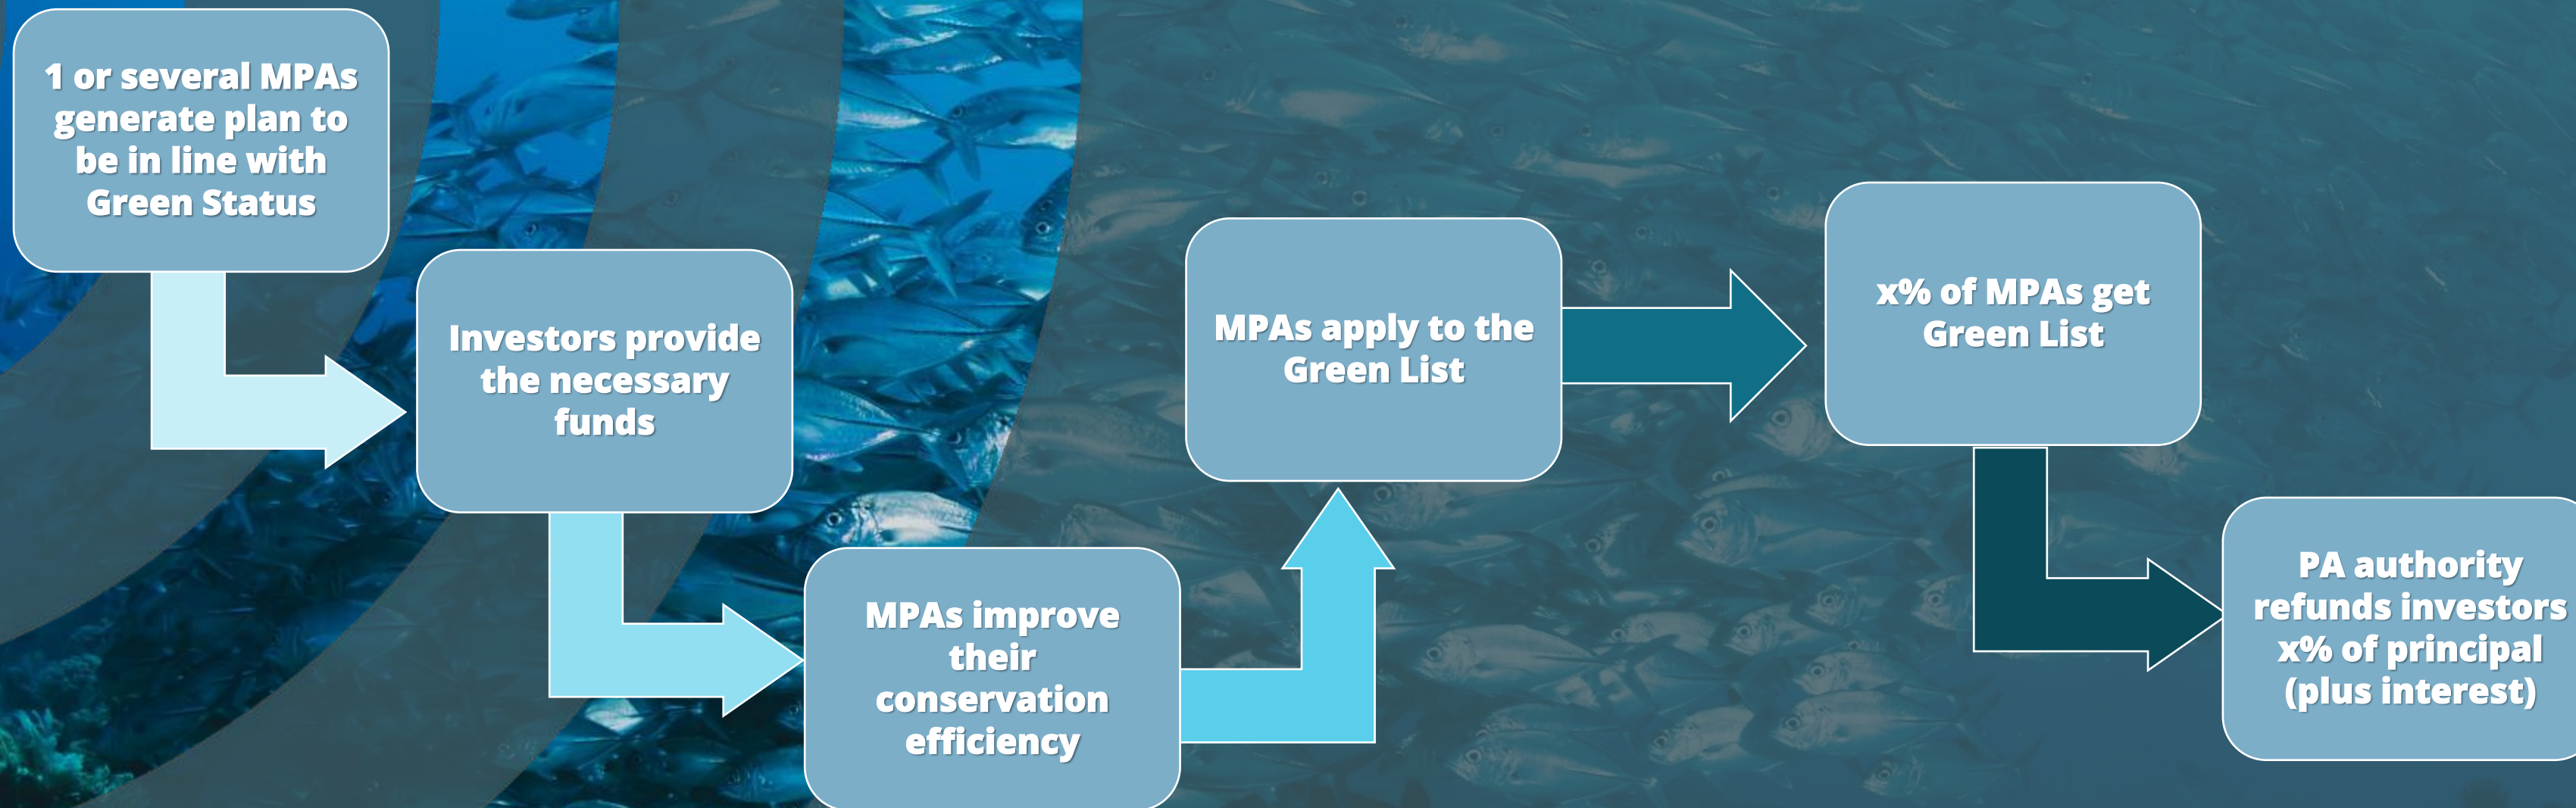 1 or several MPAs
generate plan to
be in line with
Green Status
Investors provide
the necessary
funds
MPAs improve
their
conservation
efficiency
MPAs apply to the
Green List
x% of MPAs get
Green List
PA authority
refunds investors
x% of principal
(plus interest)